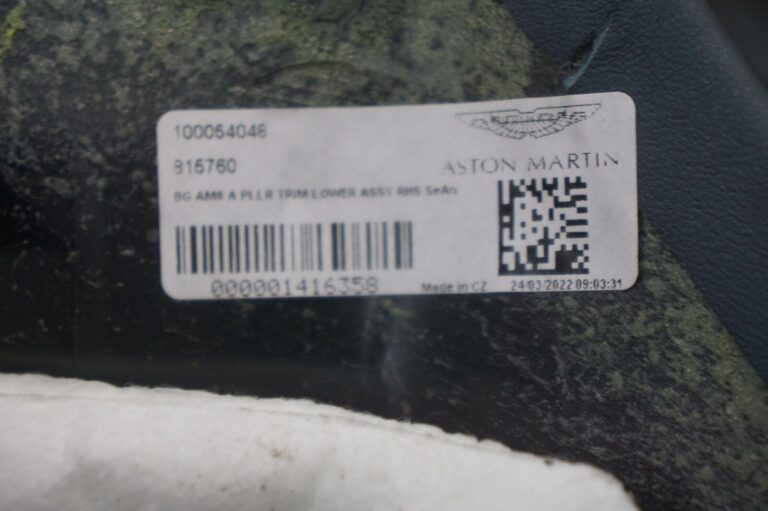 100054046
915760
ASTON MARTIN
BG AM8 A PLLR TRIM LOWER ASSY RHS SeAn
000001416358
Made in CZ
24/03/2022 09:03:31